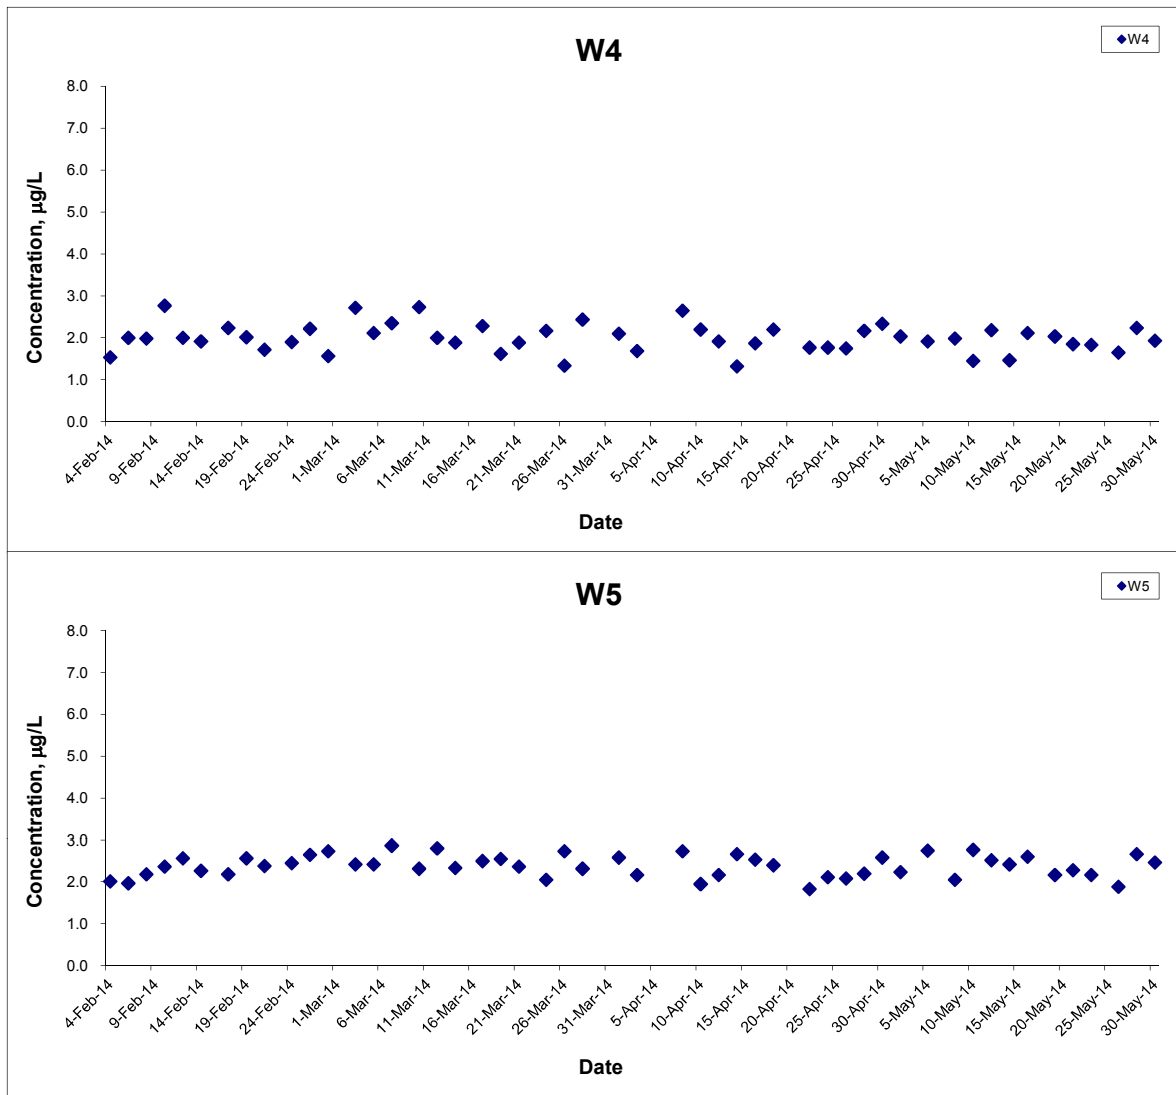 W4
W4
8.0
7.0
6.0
5.0
4.0
3.0
2.0
1.0
0.0
Concentration, µg/L
4-Feb-14
9-Feb-14
14-Feb-14
19-Feb-14
24-Feb-14
1-Mar-14
6-Mar-14
11-Mar-14
16-Mar-14
21-Mar-14
26-Mar-14
31-Mar-14
5-Apr-14
10-Apr-14
15-Apr-14
20-Apr-14
25-Apr-14
30-Apr-14
5-May-14
10-May-14
15-May-14
20-May-14
25-May-14
30-May-14
Date
W5
W5
8.0
7.0
6.0
5.0
4.0
3.0
2.0
1.0
0.0
Concentration, µg/L
4-Feb-14
9-Feb-14
14-Feb-14
19-Feb-14
24-Feb-14
1-Mar-14
6-Mar-14
11-Mar-14
16-Mar-14
21-Mar-14
26-Mar-14
31-Mar-14
5-Apr-14
10-Apr-14
15-Apr-14
20-Apr-14
25-Apr-14
30-Apr-14
5-May-14
10-May-14
15-May-14
20-May-14
25-May-14
30-May-14
Date